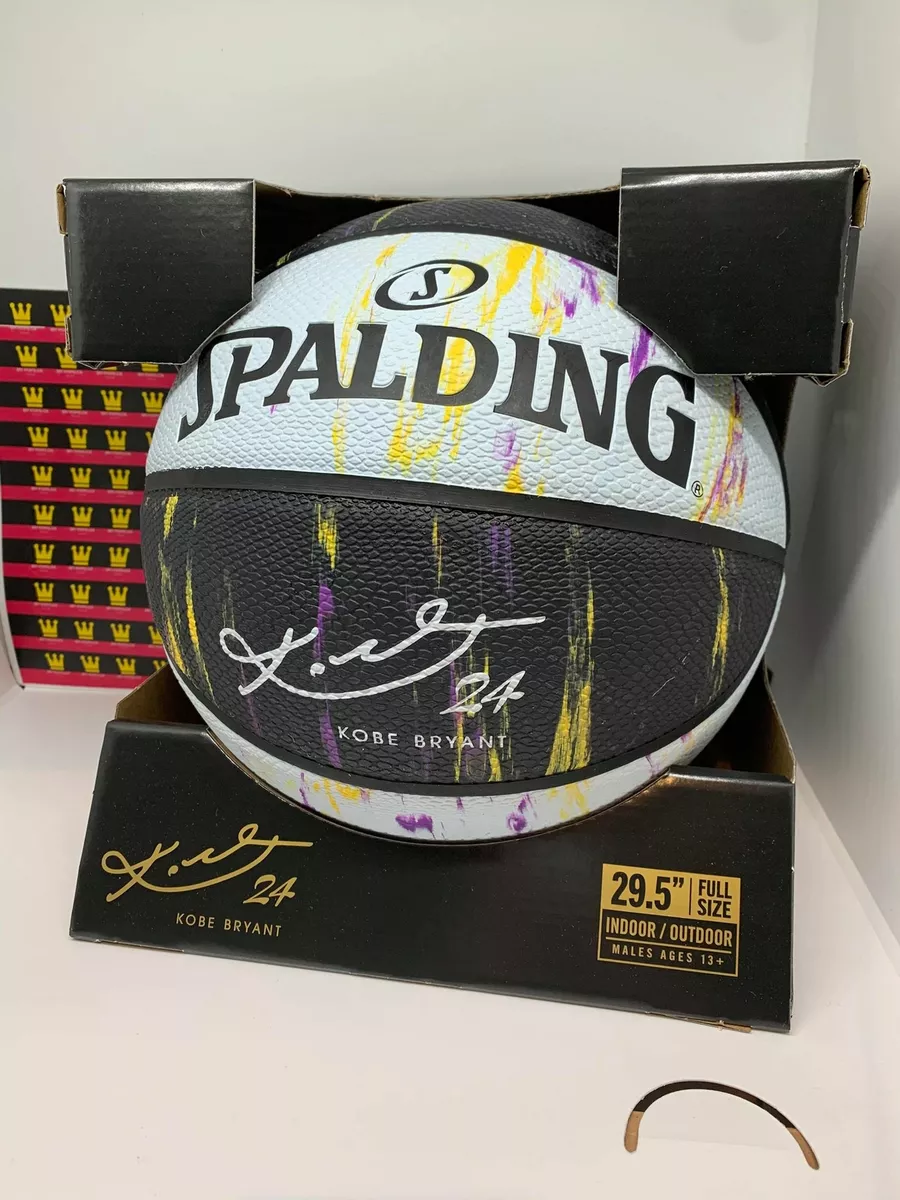 S
SPALDING®
24
KOBE BRYANT
24
KOBE BRYANT
29.5” FULL SIZE
INDOOR / OUTDOOR
MALES AGES 13+